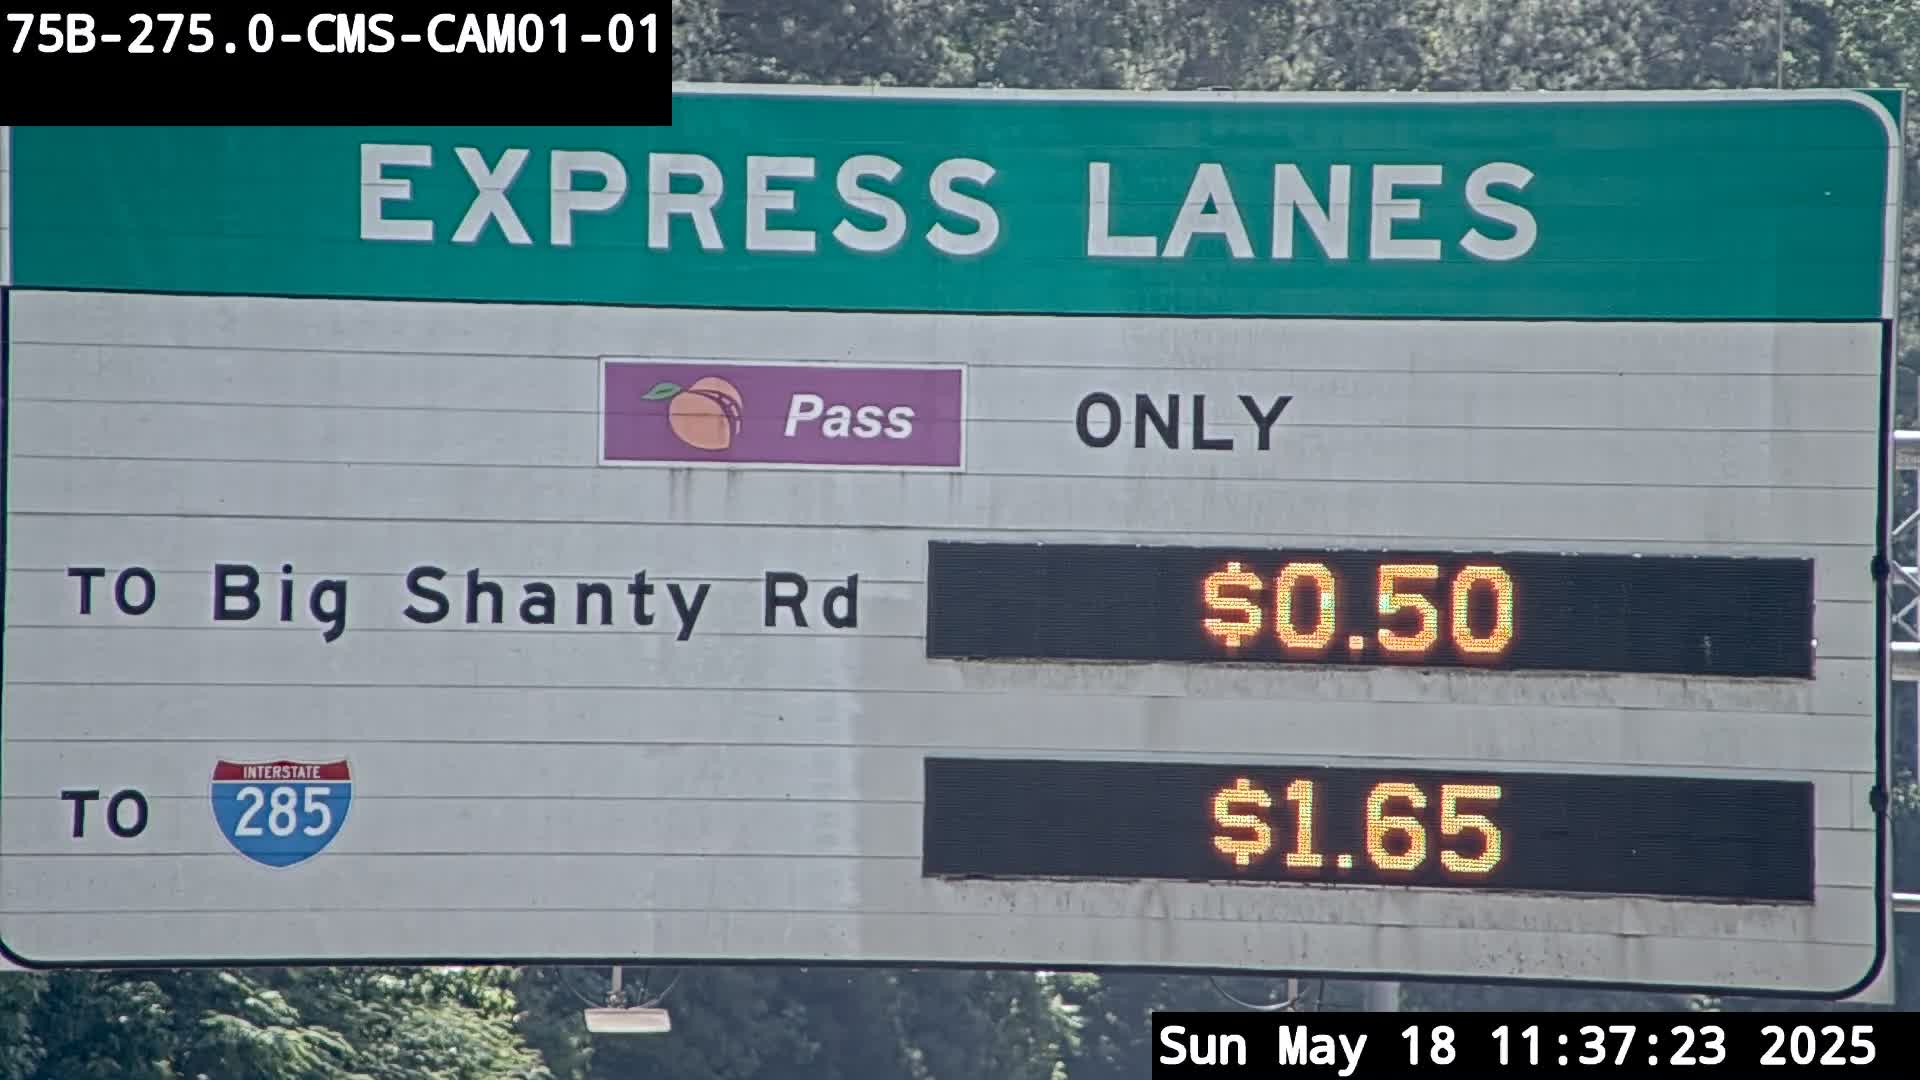 75B-275.0-CMS-CAM01-01
EXPRESS LANES
Pass ONLY
TO Big Shanty Rd $0.50
INTERSTATE
TO 285 $1.65
Sun May 18 11:37:23 2025